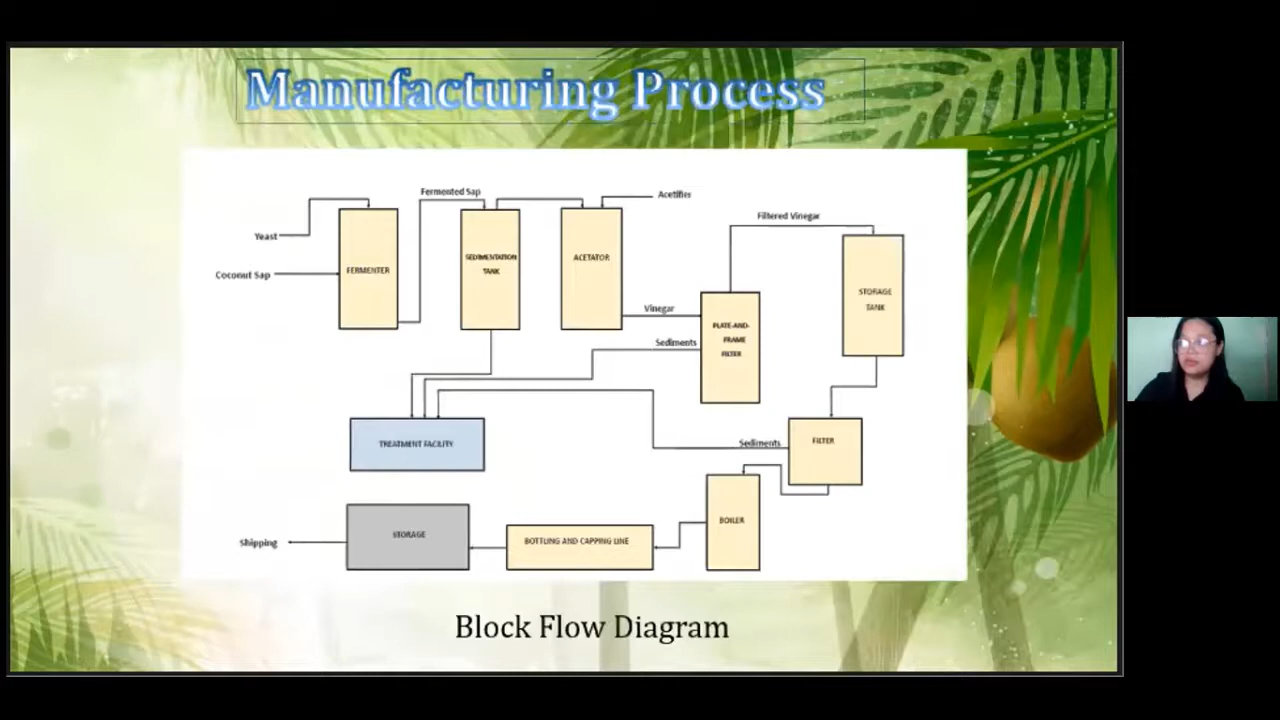 Manufacturing Process
Fermented Sap
Acetifier
Filtered Vinegar
Yeast
Coconut Sap
FERMENTER
SEDIMENTATION
TANK
ACETATOR
STORAGE
TANK
Vinegar
PLATE-AND-
FRAME
FILTER
Sediments
TREATMENT FACILITY
Sediments
FILTER
BOILER
BOTTLING AND CAPPING LINE
STORAGE
Shipping
Block Flow Diagram